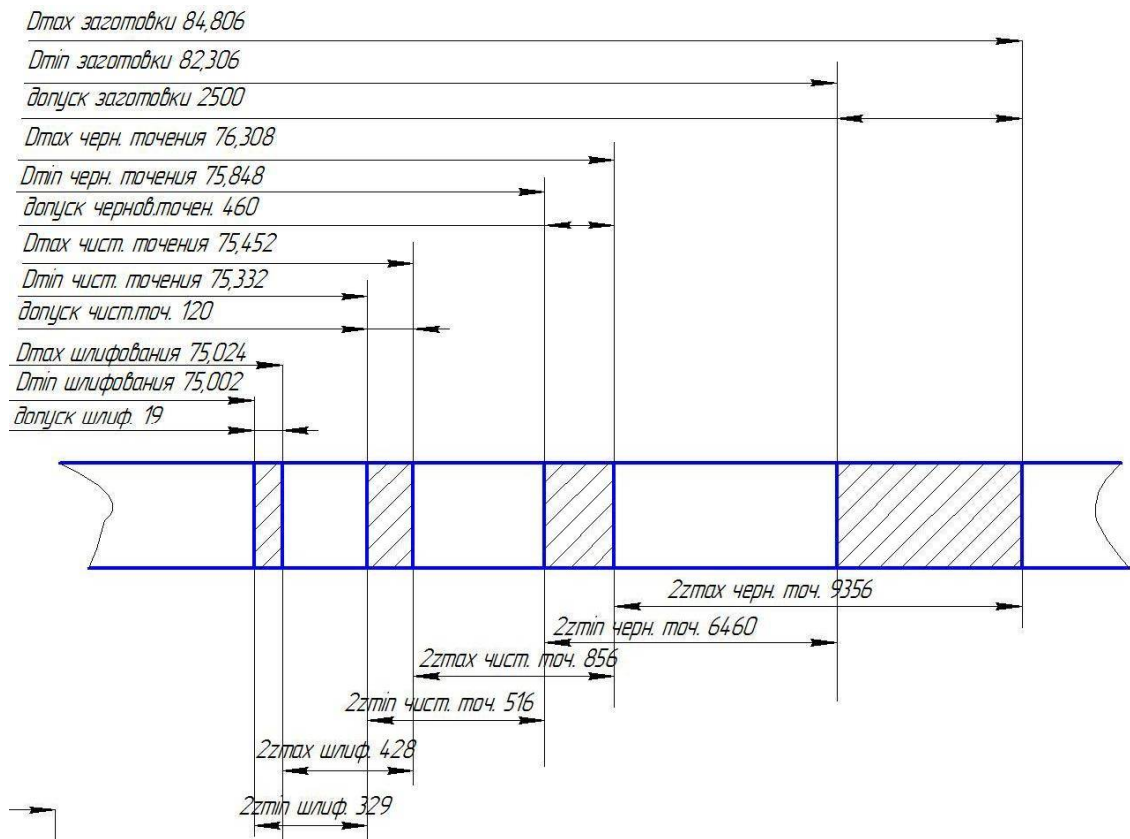 Dmax заготовки 84,806
Dmin заготовки 82,306
допуск заготовки 2500
Dmax черн. точения 76,308
Dmin черн. точения 75,848
допуск чернов.точен. 460
Dmax чист. точения 75,452
Dmin чист. точения 75,332
допуск чист.точ. 120
Dmax шлифования 75,024
Dmin шлифования 75,002
допуск шлиф. 19
2zmax черн. точ. 9356
2zmin черн. точ. 6460
2zmax чист. точ. 856
2zmin чист. точ. 516
2zmax шлиф. 428
2zmin шлиф. 329